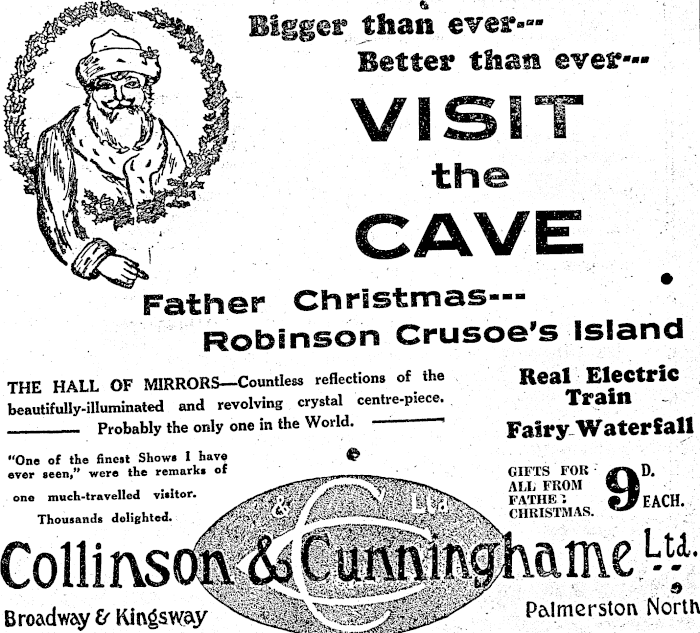 Bigger than ever---
Better than ever---
VISIT
the
CAVE
Father Christmas---
Robinson Crusoe's Island
THE HALL OF MIRRORS—Countless reflections of the
beautifully-illuminated and revolving crystal centre-piece.
Probably the only one in the World.
"One of the finest Shows I have
ever seen," were the remarks of
one much-travelled visitor.
Thousands delighted.
Real Electric
Train
Fairy Waterfall
GIFTS FOR
ALL FROM
FATHE :
CHRISTMAS.
9D.
EACH.
& C Ltd
C
Collinson & Cunninghame Ltd.
Broadway & Kingsway
Palmerston North